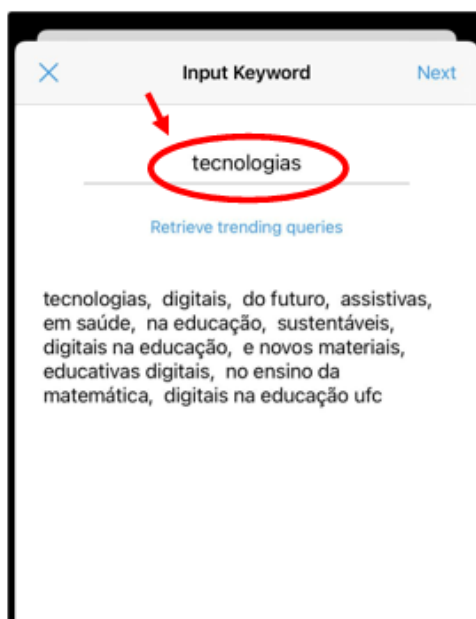 Input Keyword Next
tecnologias
Retrieve trending queries
tecnologias, digitais, do futuro, assistivas,
em saúde, na educação, sustentáveis,
digitais na educação, e novos materiais,
educativas digitais, no ensino da
matemática, digitais na educação ufc